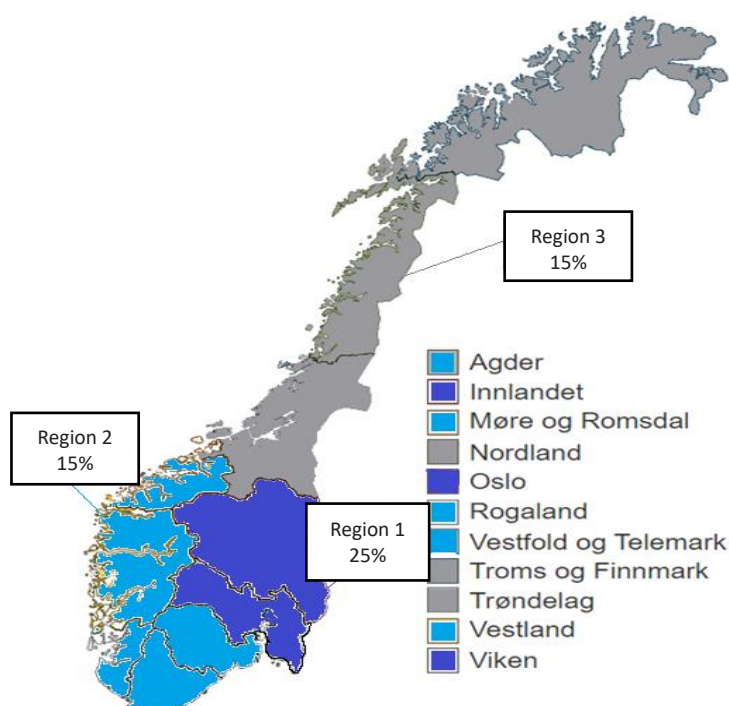 Region 3
15%
Region 2
15%
Region 1
25%
Agder
Innlandet
Møre og Romsdal
Nordland
Oslo
Rogaland
Vestfold og Telemark
Troms og Finnmark
Trøndelag
Vestland
Viken